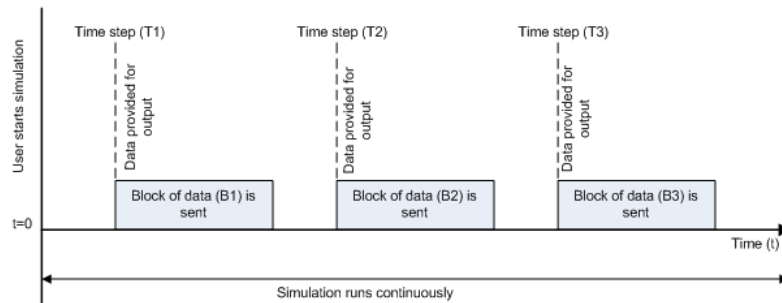 Time step (T1)
Time step (T2)
Time step (T3)
User starts simulation
Data provided for
output
Data provided for
output
Data provided for
output
Block of data (B1) is
sent
Block of data (B2) is
sent
Block of data (B3) is
sent
t=0
Time (t)
Simulation runs continuously